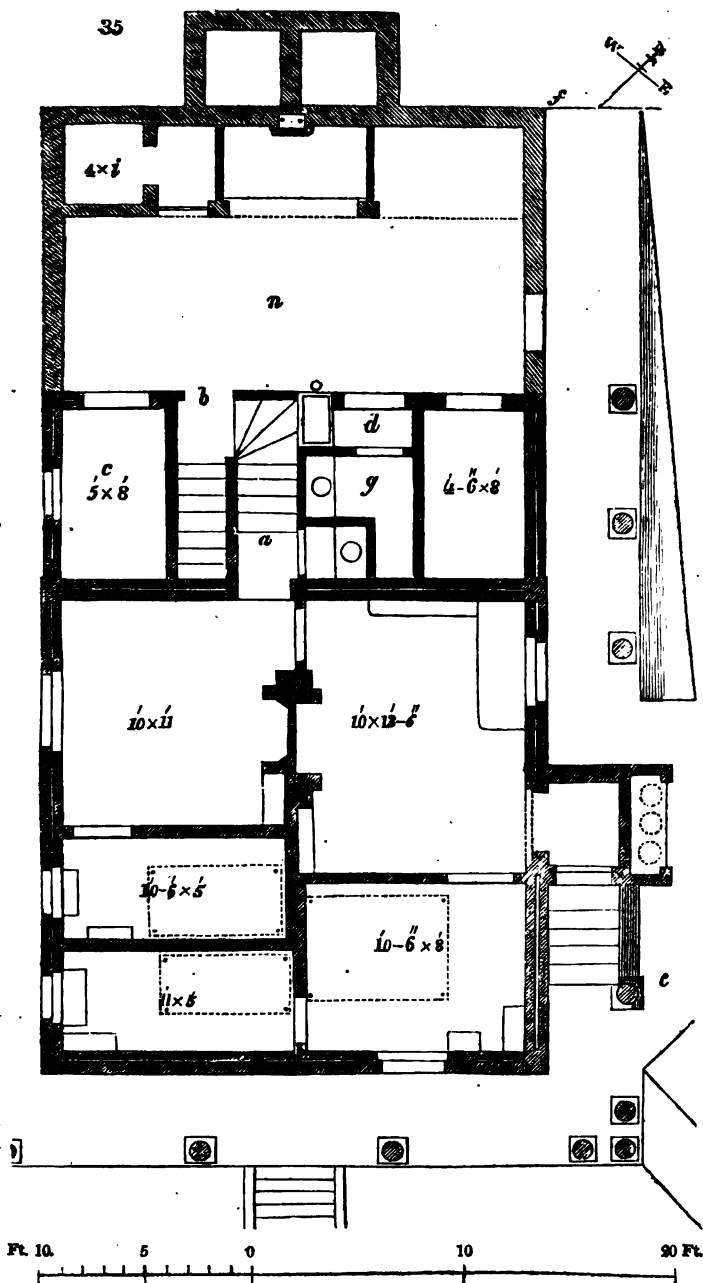 35
W. N. E
f
4 × i
n
b
d
c
5' × 8'
g
4'-6" × 8'
a
10' × 11'
10' × 12'-6"
10'-6" × 5'
10'-6" × 8'
11' × 5'
e
Ft. 10. 5 0 10 20 Ft.